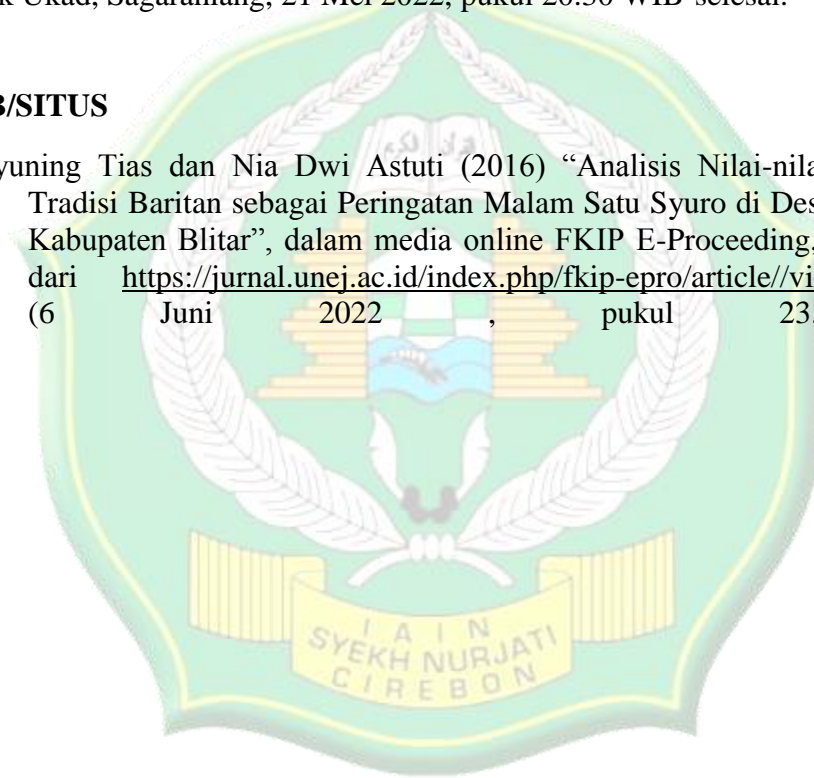 k Ukad, Sagaranang, 21 Mei 2022, pukul 20.30 WIB-selesai.
B/SITUS
yuning Tias dan Nia Dwi Astuti (2016) “Analisis Nilai-nila
Tradisi Baritan sebagai Peringatan Malam Satu Syuro di Des
Kabupaten Blitar”, dalam media online FKIP E-Proceeding,
dari https://jurnal.unej.ac.id/index.php/fkip-epro/article//vi
(6 Juni 2022 , pukul 23.
IAIN
SYEKH NURJATI
CIREBON